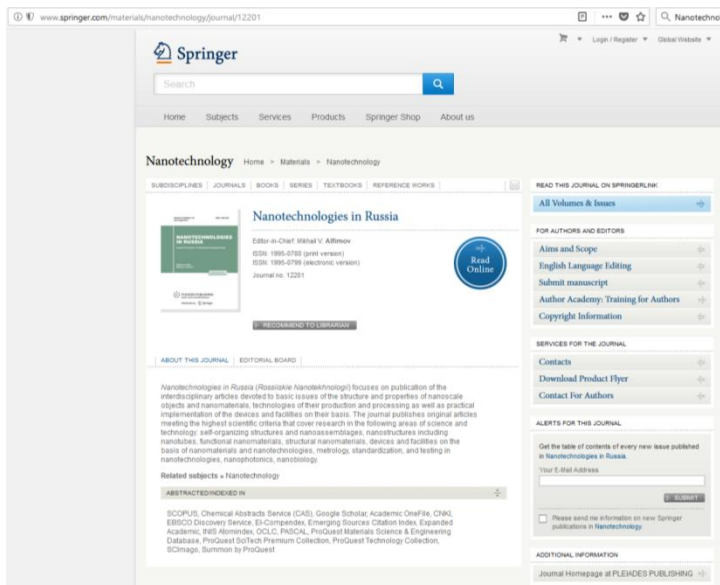 www.springer.com/materials/nanotechnology/journal/12201
Nanotechno
Login / Register
Global Website
Springer
Search
Home
Subjects
Services
Products
Springer Shop
About us
Nanotechnology
Home > Materials > Nanotechnology
SUBDISCIPLINES | JOURNALS | BOOKS | SERIES | TEXTBOOKS | REFERENCE WORKS
NANOTECHNOLOGIES
IN RUSSIA
Nanotechnologies in Russia
Editor-in-Chief: Mikhail V. Alfimov
ISSN: 1995-0780 (print version)
ISSN: 1995-0799 (electronic version)
Journal no. 12201
Read
Online
RECOMMEND TO LIBRARIAN
ABOUT THIS JOURNAL | EDITORIAL BOARD
Nanotechnologies in Russia (Rossiiskie Nanotekhnologii) focuses on publication of the
interdisciplinary articles devoted to basic issues of the structure and properties of nanoscale
objects and nanomaterials, technologies of their production and processing as well as practical
implementation of the devices and facilities on their basis. The journal publishes original articles
meeting the highest scientific criteria that cover research in the following areas of science and
technology: self-organizing structures and nanoassemblages, nanostructures including
nanotubes, functional nanomaterials, structural nanomaterials, devices and facilities on the
basis of nanomaterials and nanotechnologies, metrology, standardization, and testing in
nanotechnologies, nanophotonics, nanobiology.
Related subjects » Nanotechnology
ABSTRACTED/INDEXED IN
SCOPUS, Chemical Abstracts Service (CAS), Google Scholar, Academic OneFile, CNKI,
EBSCO Discovery Service, EI-Compendex, Emerging Sources Citation Index, Expanded
Academic, INIS Atomindex, OCLC, PASCAL, ProQuest Materials Science & Engineering
Database, ProQuest SciTech Premium Collection, ProQuest Technology Collection,
SCImago, Summon by ProQuest
READ THIS JOURNAL ON SPRINGERLINK
All Volumes & Issues
FOR AUTHORS AND EDITORS
Aims and Scope
English Language Editing
Submit manuscript
Author Academy: Training for Authors
Copyright Information
SERVICES FOR THE JOURNAL
Contacts
Download Product Flyer
Contact For Authors
ALERTS FOR THIS JOURNAL
Get the table of contents of every new issue published
in Nanotechnologies in Russia.
Your E-Mail Address
SUBMIT
Please send me information on new Springer
publications in Nanotechnology.
ADDITIONAL INFORMATION
Journal Homepage at PLEIADES PUBLISHING